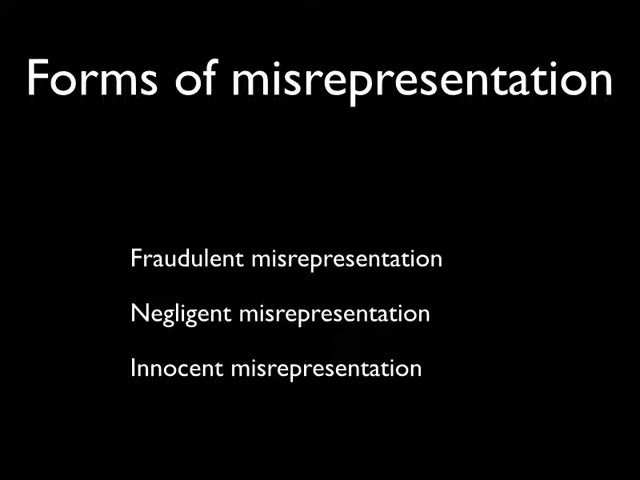 Forms of misrepresentation
Fraudulent misrepresentation
Negligent misrepresentation
Innocent misrepresentation